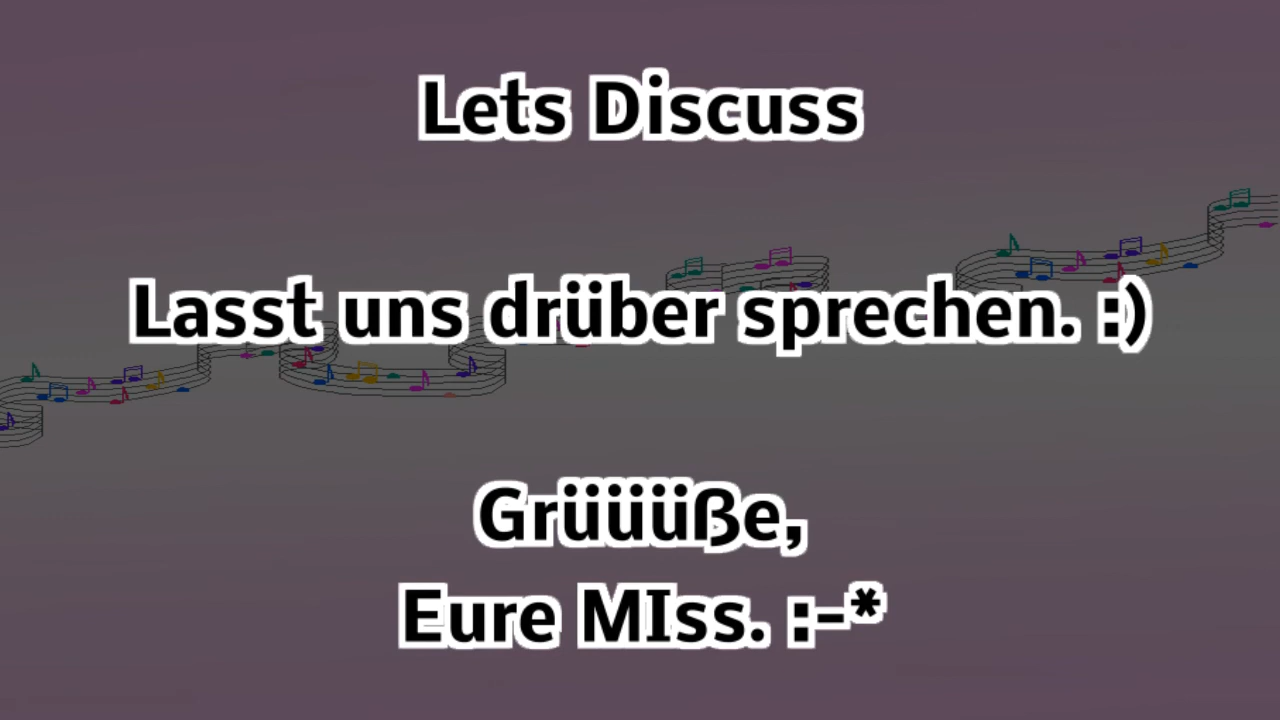 Lets Discuss
Lasst uns drüber sprechen. :)
Grüüüüße,
Eure MIss. :-*